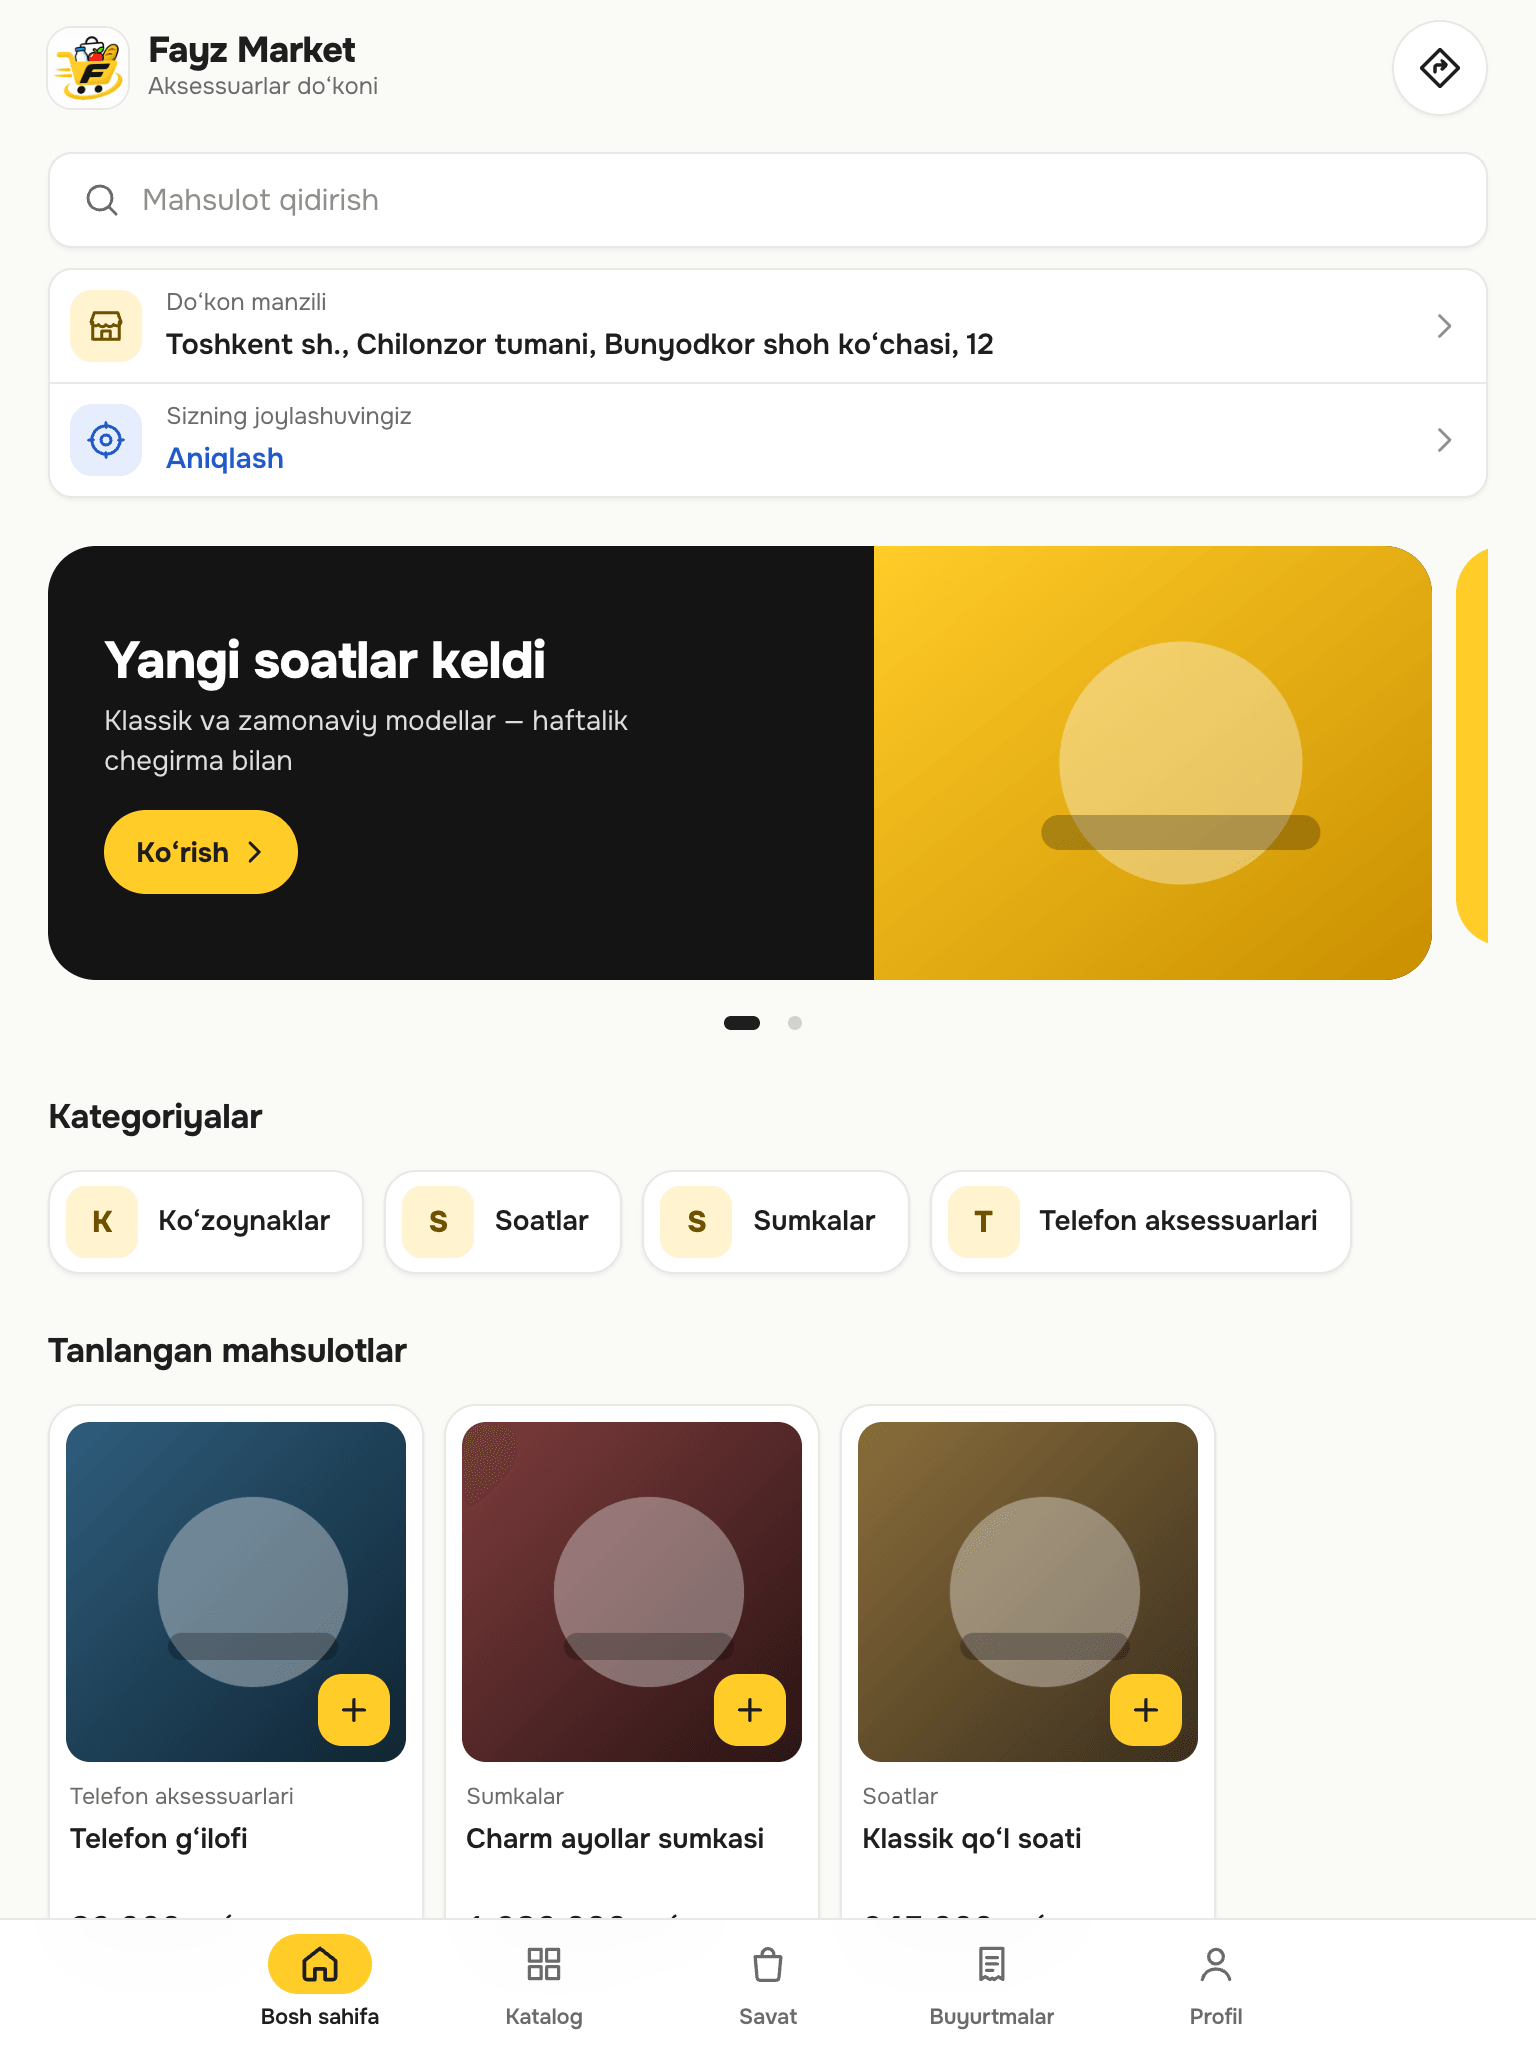 Fayz Market
Aksessuarlar do‘koni
Mahsulot qidirish
Do‘kon manzili
Toshkent sh., Chilonzor tumani, Bunyodkor shoh ko‘chasi, 12
Sizning joylashuvingiz
Aniqlash
Yangi soatlar keldi
Klassik va zamonaviy modellar — haftalik
chegirma bilan
Ko‘rish
Kategoriyalar
K Ko‘zoynaklar
S Soatlar
S Sumkalar
T Telefon aksessuarlari
Tanlangan mahsulotlar
Telefon aksessuarlari
Telefon g‘ilofi
Sumkalar
Charm ayollar sumkasi
Soatlar
Klassik qo‘l soati
Bosh sahifa
Katalog
Savat
Buyurtmalar
Profil